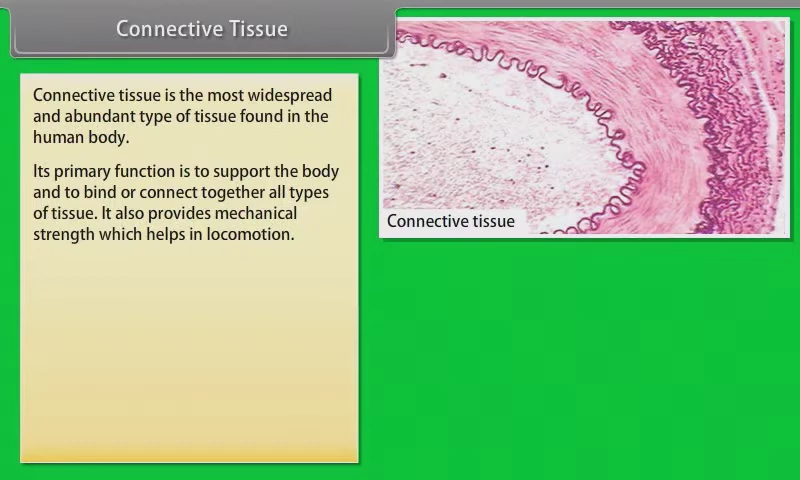 Connective Tissue
Connective tissue is the most widespread
and abundant type of tissue found in the
human body.
Its primary function is to support the body
and to bind or connect together all types
of tissue. It also provides mechanical
strength which helps in locomotion.
Connective tissue